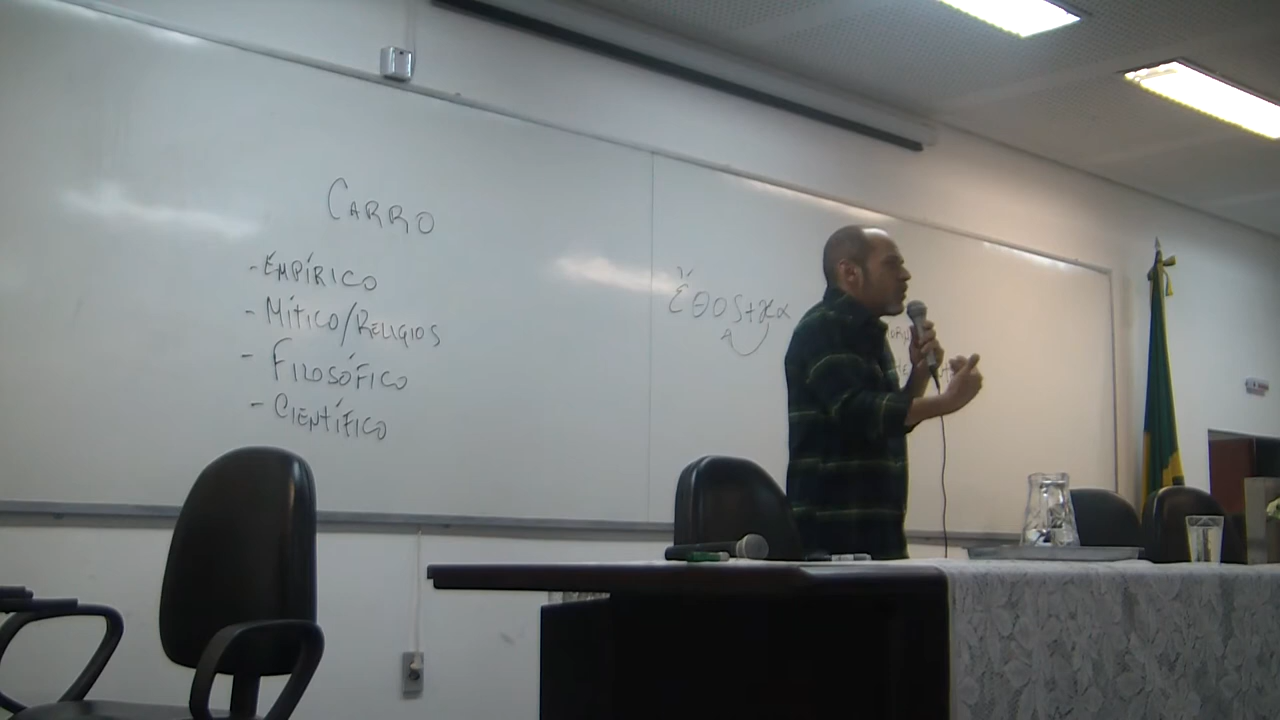 CARRO
- EMPÍRICO
- MÍTICO/RELIGIOS
- FILOSÓFICO
- CIENTÍFICO